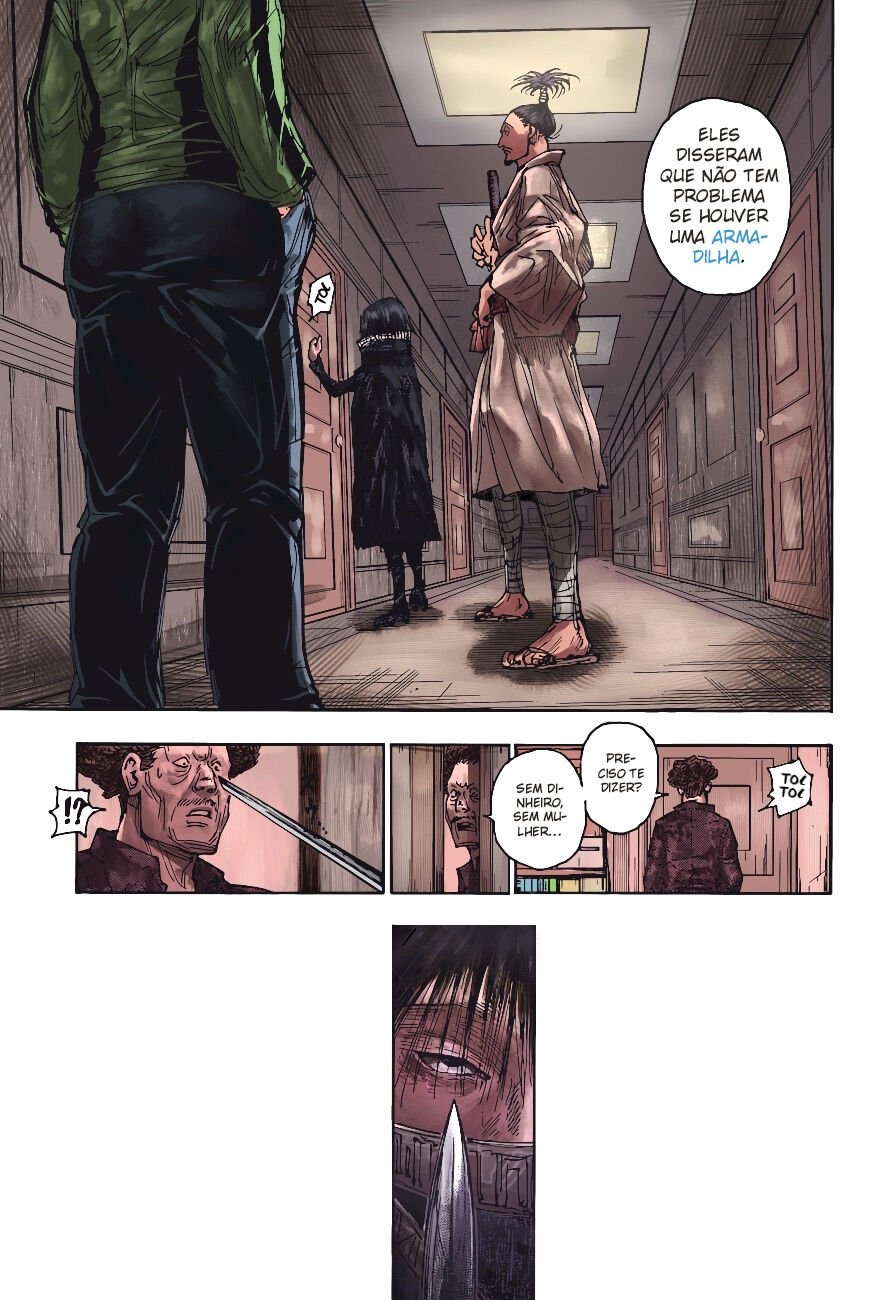 ELES
DISSERAM
QUE NÃO TEM
PROBLEMA
SE HOUVER
UMA ARMA-
DILHA.
TOC
TOC
TOC
PRE-
CISO TE
DIZER?
SEM DI-
NHEIRO,
SEM MU-
LHER...
!?